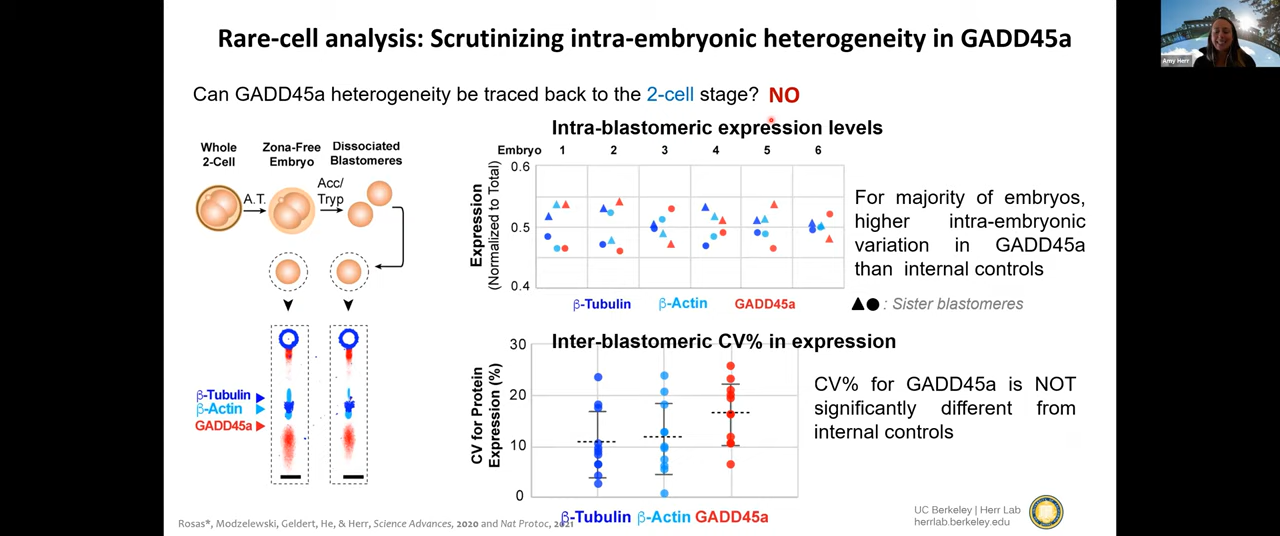 Rare-cell analysis: Scrutinizing intra-embryonic heterogeneity in GADD45a
Amy Herr
Can GADD45a heterogeneity be traced back to the 2-cell stage? NO
Whole
2-Cell
Zona-Free
Embryo
Dissociated
Blastomeres
A.T.
Acc/
Tryp
β-Tubulin
β-Actin
GADD45a
Intra-blastomeric expression levels
Embryo 1 2 3 4 5 6
Expression
(Normalized to Total)
0.6
0.5
0.4
β-Tubulin β-Actin GADD45a
For majority of embryos,
higher intra-embryonic
variation in GADD45a
than internal controls
▲●: Sister blastomeres
Inter-blastomeric CV% in expression
CV for Protein
Expression (%)
30
20
10
0
β-Tubulin β-Actin GADD45a
CV% for GADD45a is NOT
significantly different from
internal controls
Rosas*, Modzelewski, Geldert, He, & Herr, Science Advances, 2020 and Nat Protoc, 2021
UC Berkeley | Herr Lab
herrlab.berkeley.edu